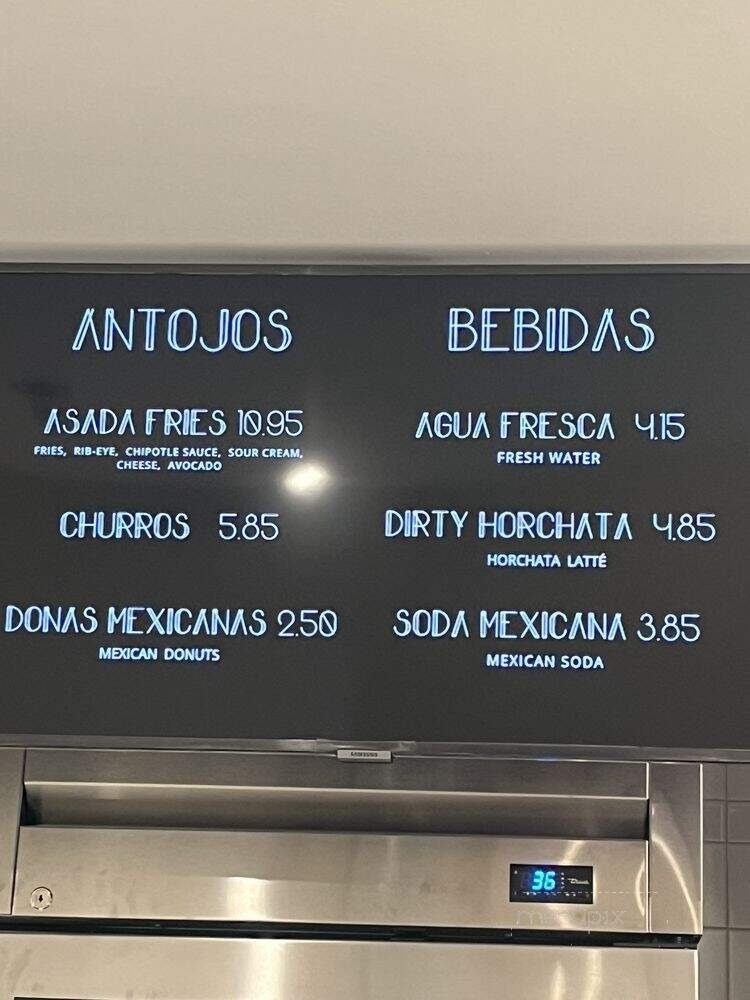 ANTOJOS
ASADA FRIES 10.95
FRIES, RIB-EYE, CHIPOTLE SAUCE, SOUR CREAM,
CHEESE, AVOCADO
CHURROS 5.85
DONAS MEXICANAS 2.50
MEXICAN DONUTS
BEBIDAS
AGUA FRESCA 4.15
FRESH WATER
DIRTY HORCHATA 4.85
HORCHATA LATTÉ
SODA MEXICANA 3.85
MEXICAN SODA
SAMSUNG
36
menupix